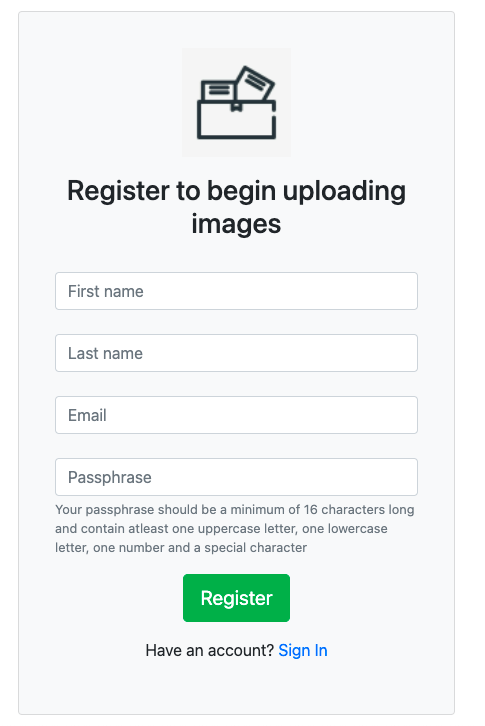 Register to begin uploading
images
First name
Last name
Email
Passphrase
Your passphrase should be a minimum of 16 characters long
and contain atleast one uppercase letter, one lowercase
letter, one number and a special character
Register
Have an account? Sign In